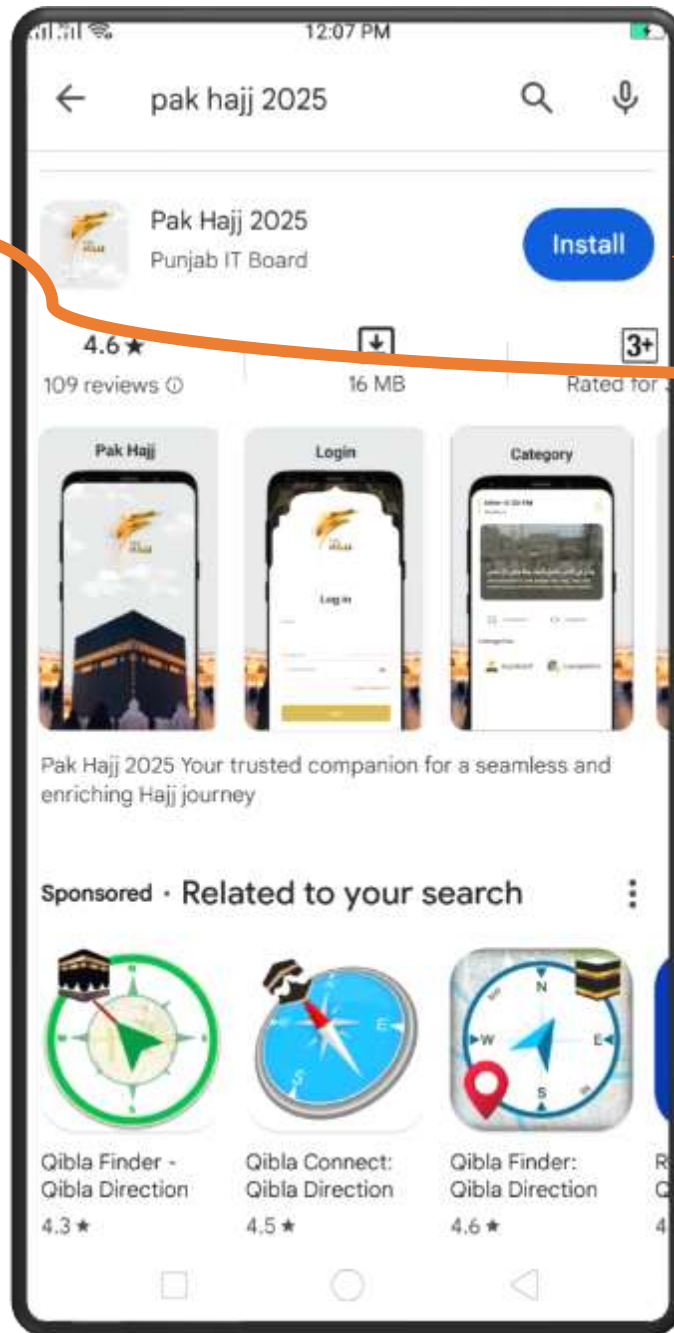 12:07 PM
pak hajj 2025
Pak Hajj 2025
Punjab IT Board
Install
4.6 ★
3+
109 reviews
16 MB
Rated for
Pak Hajj
Login
Category
Log in
Pak Hajj 2025 Your trusted companion for a seamless and
enriching Hajj journey
Sponsored · Related to your search
N
E
S
N
W
E
S
Qibla Finder -
Qibla Direction
Qibla Connect:
Qibla Direction
Qibla Finder:
Qibla Direction
R
4.3 ★
4.5 ★
4.6 ★
4